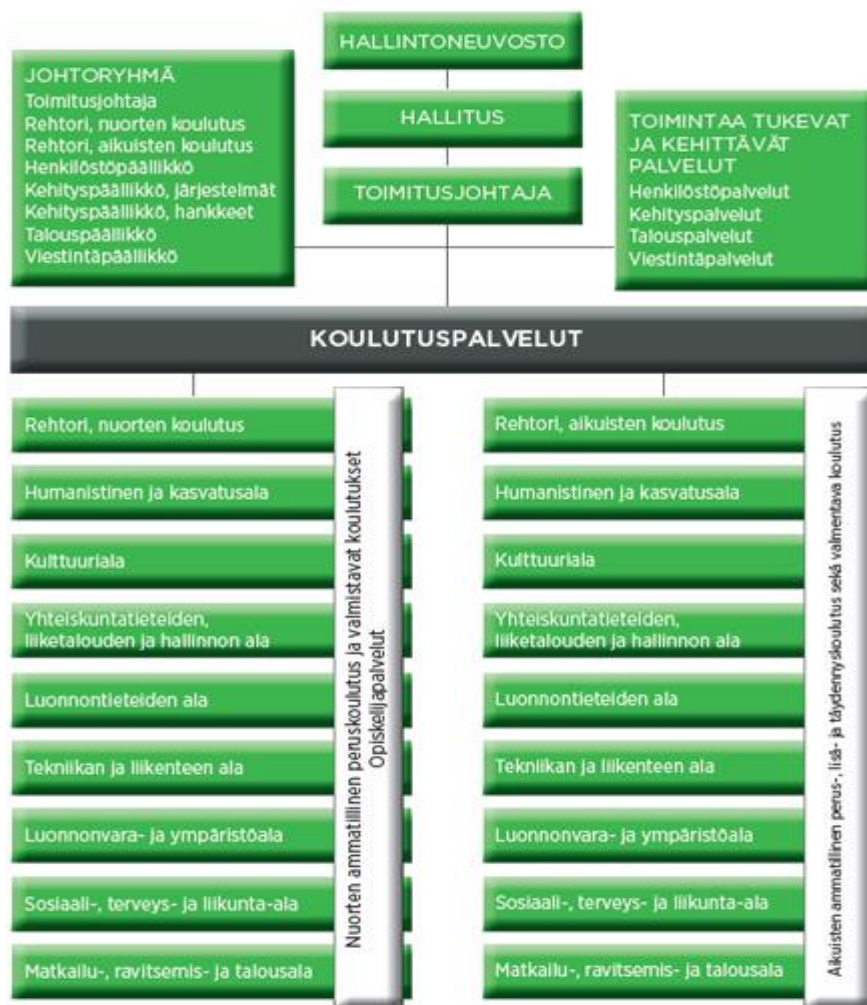 HALLINTONEUVOSTO
HALLITUS
TOIMITUSJOHTAJA
JOHTORYHMÄ
Toimitusjohtaja
Rehtori, nuorten koulutus
Rehtori, aikuisten koulutus
Henkilöstöpäällikkö
Kehityspäällikkö, järjestelmät
Kehityspäällikkö, hankkeet
Talouspäällikkö
Viestintäpäällikkö
TOIMINTAA TUKEVAT
JA KEHITTÄVÄT
PALVELUT
Henkilöstöpalvelut
Kehityspalvelut
Talouspalvelut
Viestintäpalvelut
KOULUTUSPALVELUT
Rehtori, nuorten koulutus
Humanistinen ja kasvatusala
Kulttuuriala
Yhteiskuntatieteiden,
liiketalouden ja hallinnon ala
Luonnontieteiden ala
Tekniikan ja liikenteen ala
Luonnonvara- ja ympäristöala
Sosiaali-, terveys- ja liikunta-ala
Matkailu-, ravitsemis- ja talousala
Nuorten ammatillinen peruskoulutus ja valmistavat koulutukset
Opiskelijapalvelut
Rehtori, aikuisten koulutus
Humanistinen ja kasvatusala
Kulttuuriala
Yhteiskuntatieteiden,
liiketalouden ja hallinnon ala
Luonnontieteiden ala
Tekniikan ja liikenteen ala
Luonnonvara- ja ympäristöala
Sosiaali-, terveys- ja liikunta-ala
Matkailu-, ravitsemis- ja talousala
Aikuisten ammatillinen perus-, lisä- ja täydennyskoulutus sekä valmentava koulutus